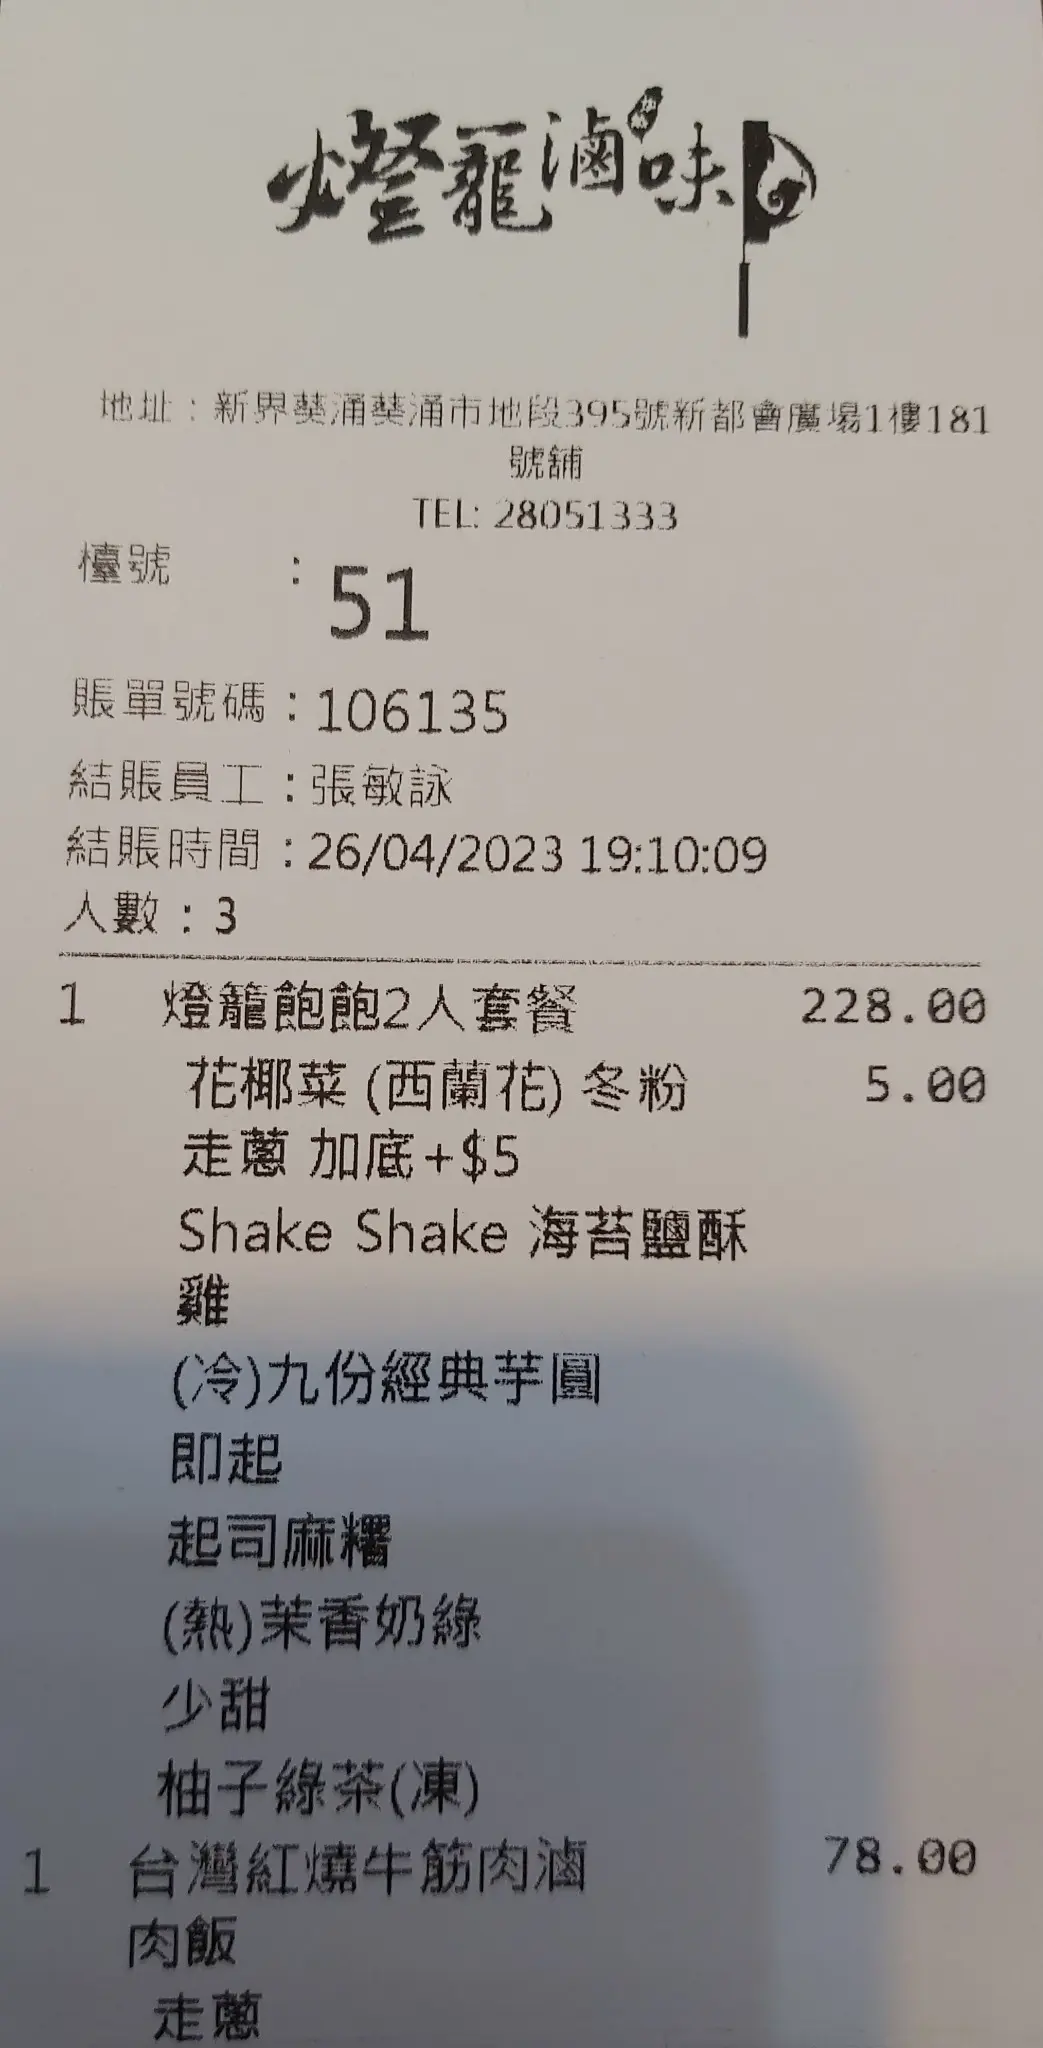 燈籠滷味
地址：新界葵涌葵涌市地段395號新都會廣場1樓181
號舖
TEL: 28051333
檯號 : 51
賬單號碼 : 106135
結賬員工 : 張敏詠
結賬時間 : 26/04/2023 19:10:09
人數 : 3
1 燈籠飽飽2人套餐 228.00
花椰菜 (西蘭花) 冬粉 5.00
走蔥 加底+$5
Shake Shake 海苔鹽酥
雞
(冷)九份經典芋圓
即起
起司麻糬
(熱)茉香奶綠
少甜
柚子綠茶(凍)
1 台灣紅燒牛筋肉滷 78.00
肉飯
走蔥